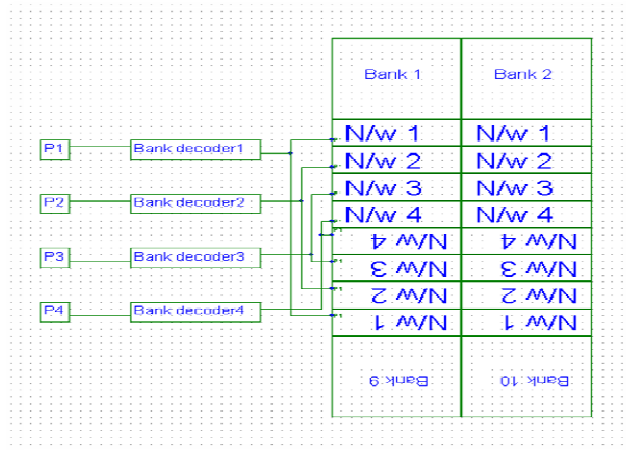 Bank 1 Bank 2
N/w 1 N/w 1
P1 Bank decoder1
N/w 2 N/w 2
N/w 3 N/w 3
P2 Bank decoder2
N/w 4 N/w 4
N/w 4 N/w 4
P3 Bank decoder3
N/w 3 N/w 3
N/w 2 N/w 2
P4 Bank decoder4
N/w 1 N/w 1
Bank 9 Bank 10